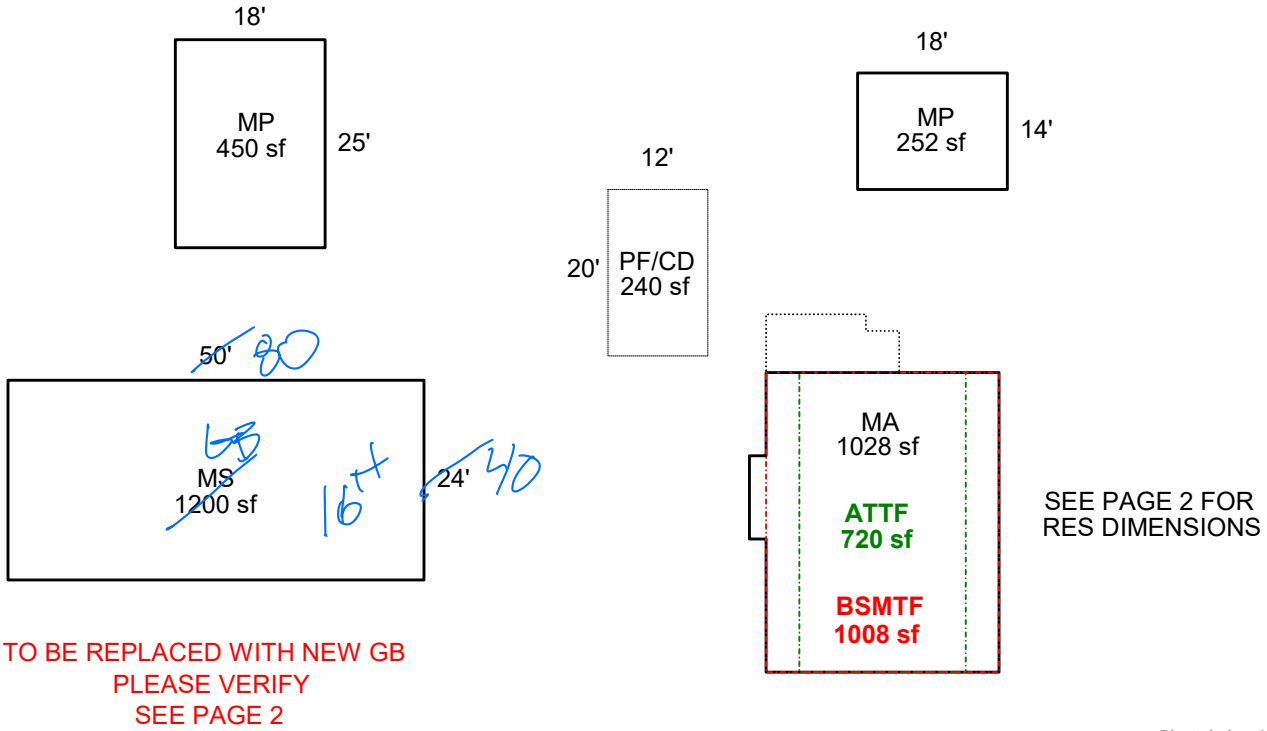 18'
MP
450 sf
25'
18'
MP
252 sf
14'
12'
20'
PF/CD
240 sf
50' 80
GB
MS
1200 sf
16'H
24' 40
MA
1028 sf
ATTF
720 sf
BSMTF
1008 sf
SEE PAGE 2 FOR
RES DIMENSIONS
TO BE REPLACED WITH NEW GB
PLEASE VERIFY
SEE PAGE 2